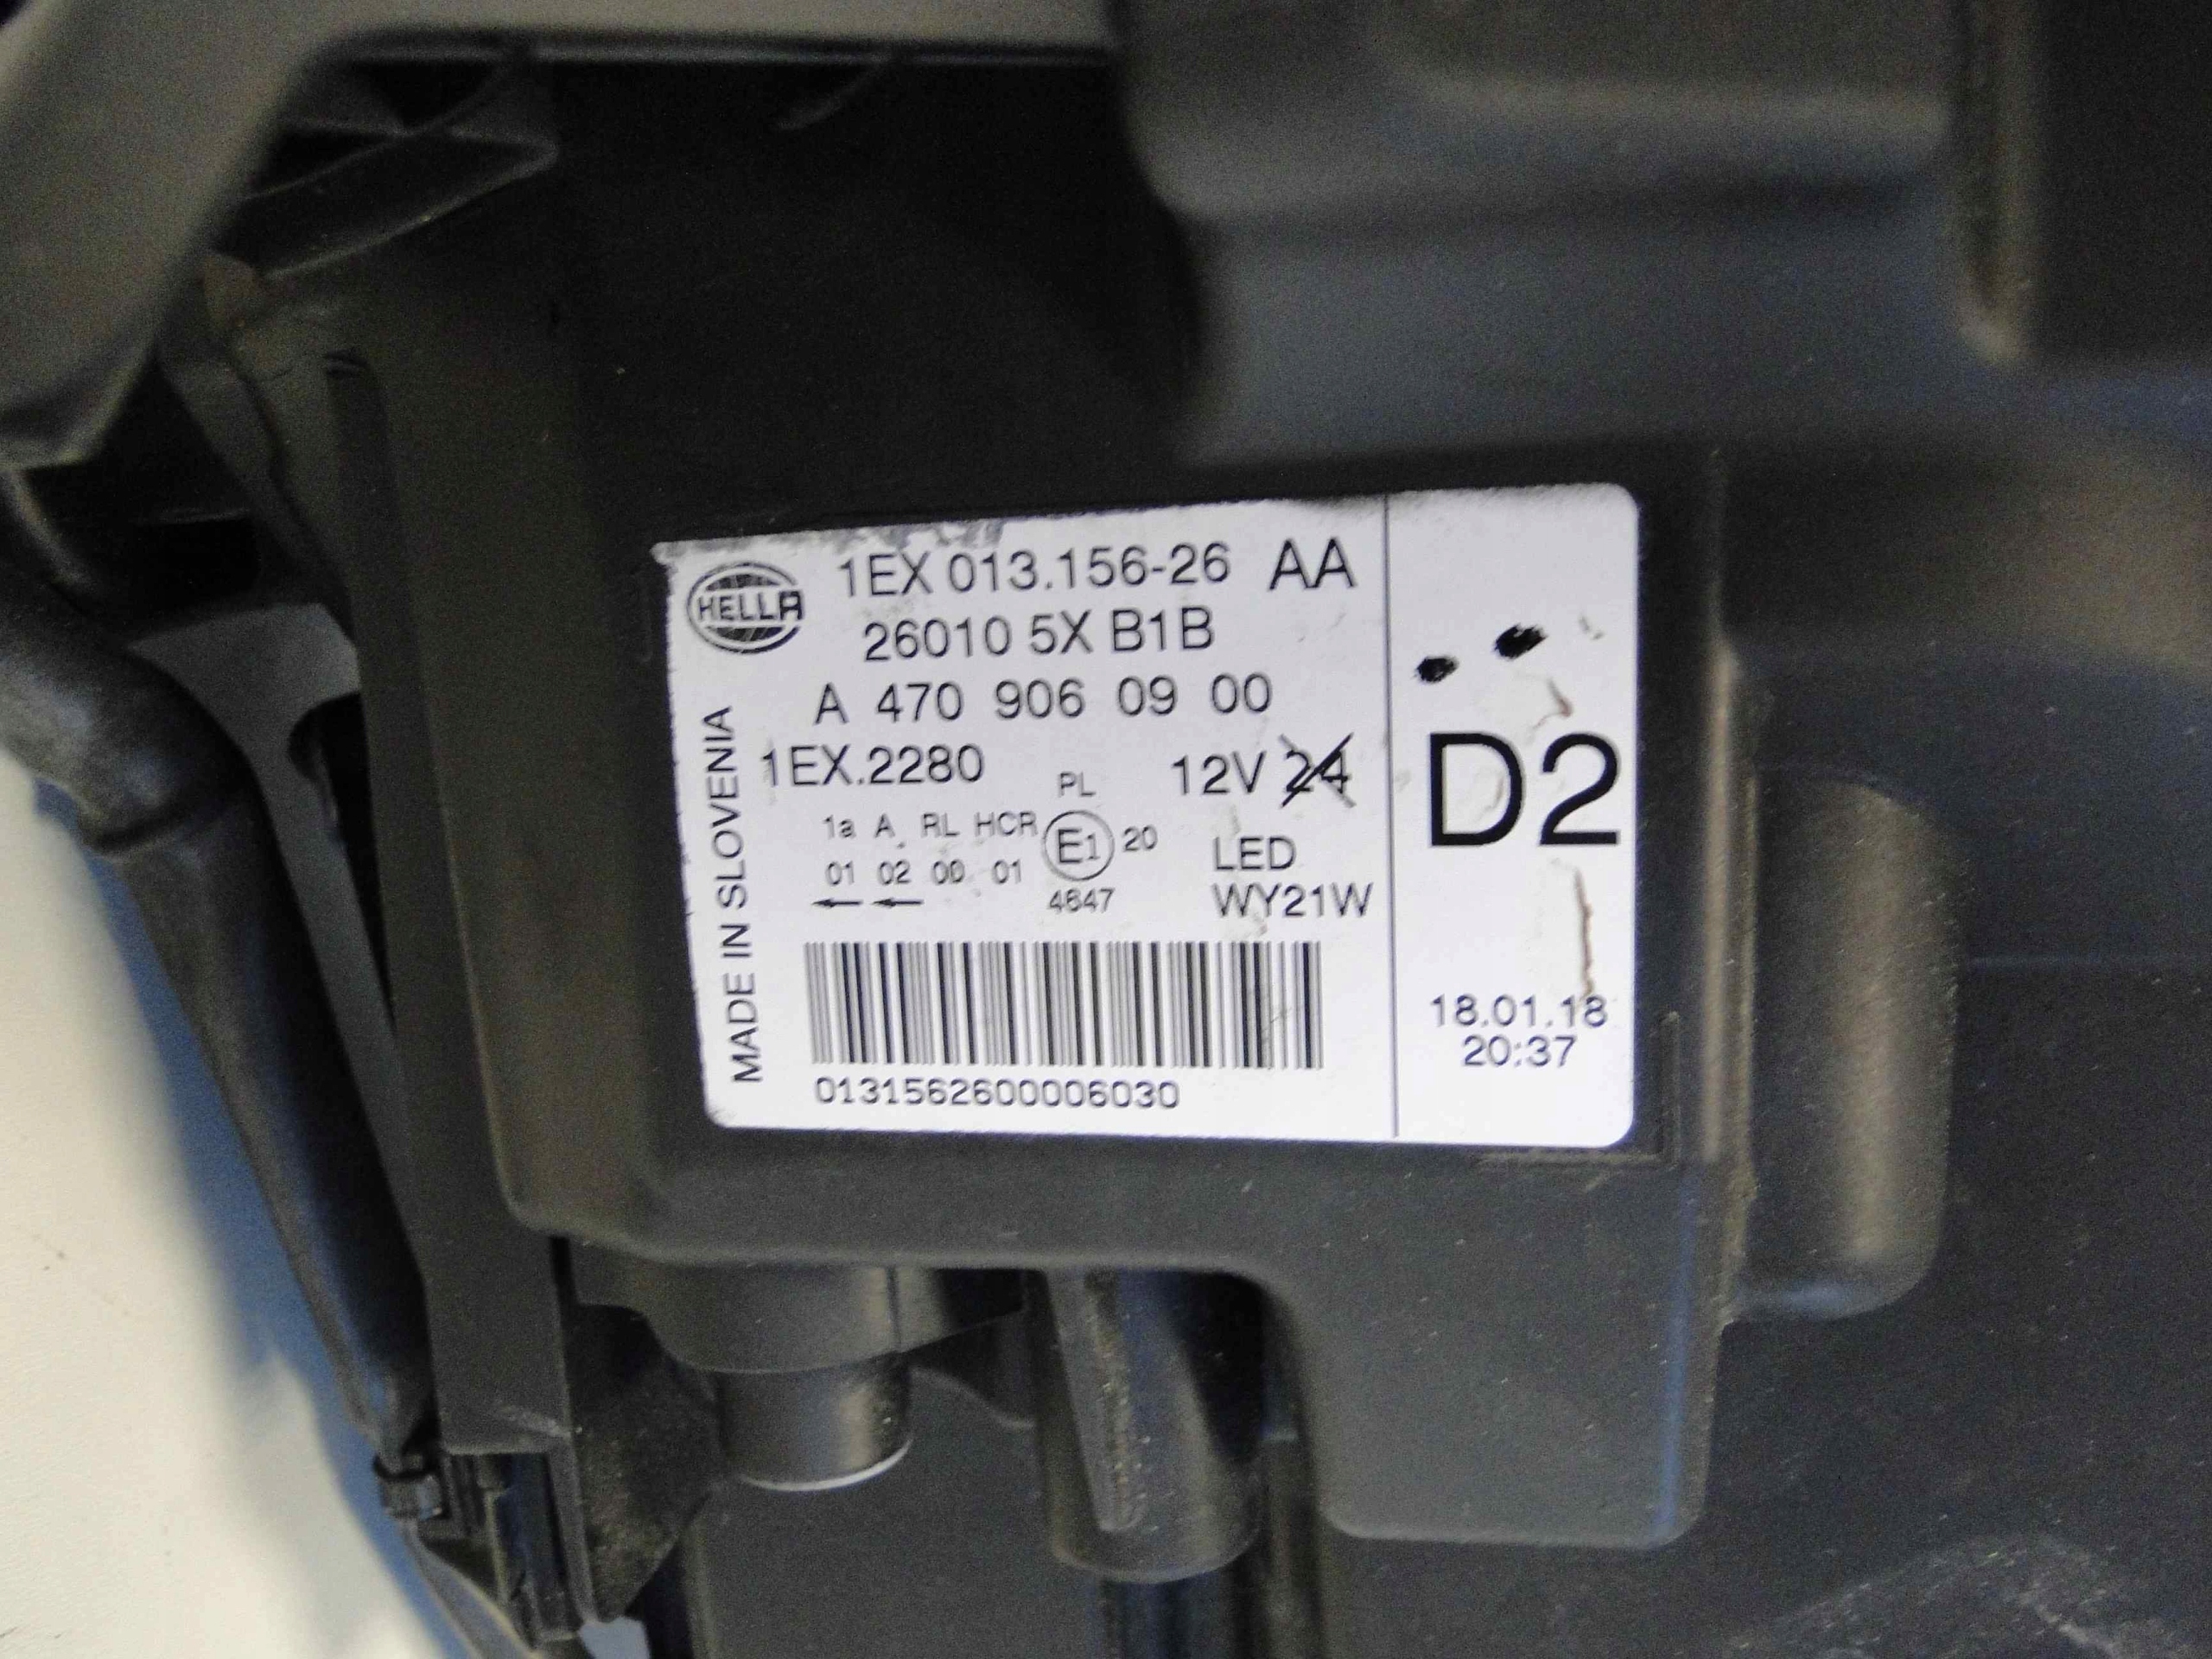 HELLA
1EX 013.156-26 AA
26010 5X B1B
A 470 906 09 00
1EX.2280 12V 24
PL
1a A RL HCR E1 20 LED
01 02 00 01
4647 WY21W
MADE IN SLOVENIA
0131562600006030
D2
18.01.18
20:37